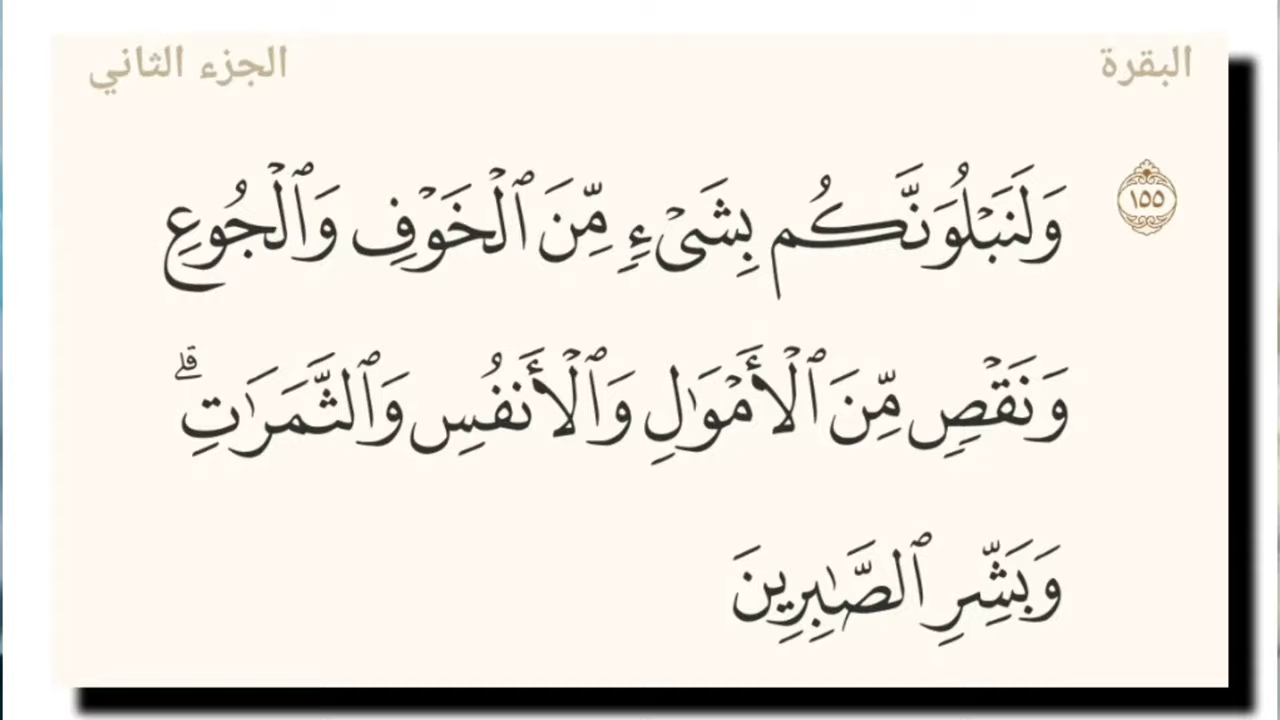 البقرة الجزء الثاني
١٥٥ وَلَنَبۡلُوَنَّكُم بِشَيۡءٖ مِّنَ ٱلۡخَوۡفِ وَٱلۡجُوعِ
وَنَقۡصٖ مِّنَ ٱلۡأَمۡوَٰلِ وَٱلۡأَنفُسِ وَٱلثَّمَرَٰتِۗ
وَبَشِّرِ ٱلصَّٰبِرِينَ